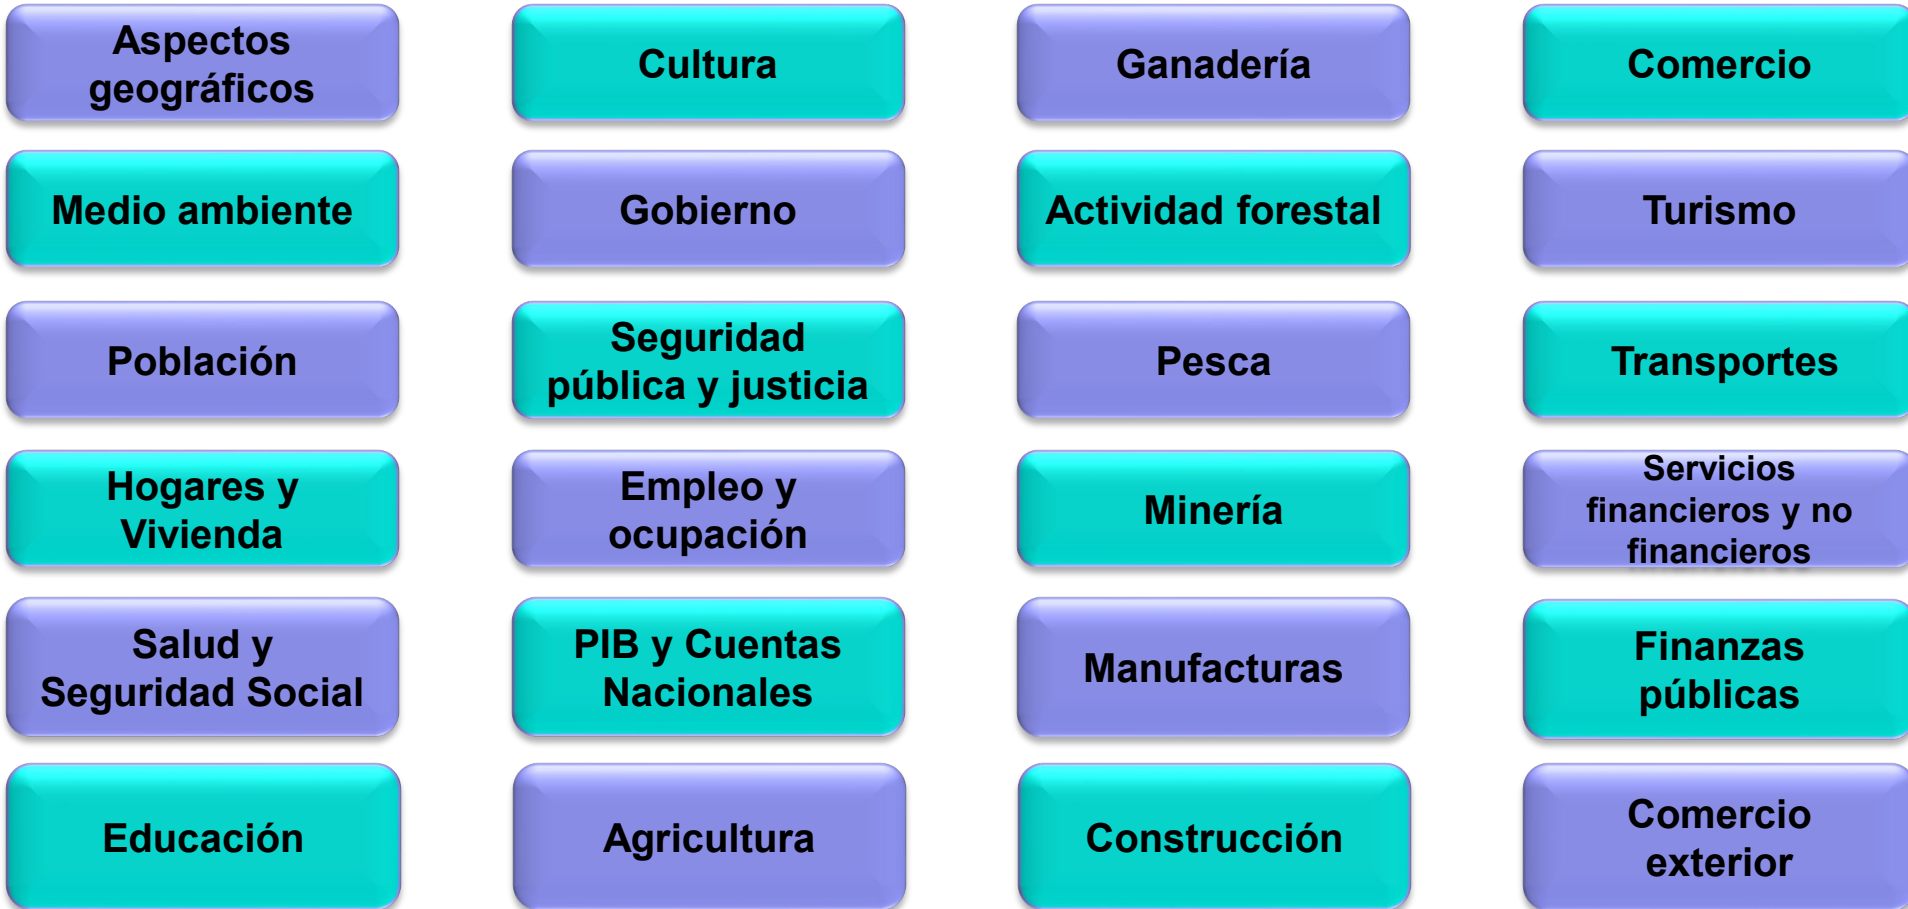 Aspectos
geográficos
Cultura
Ganadería
Comercio
Medio ambiente
Gobierno
Actividad forestal
Turismo
Población
Seguridad
pública y justicia
Pesca
Transportes
Hogares y
Vivienda
Empleo y
ocupación
Minería
Servicios
financieros y no
financieros
Salud y
Seguridad Social
PIB y Cuentas
Nacionales
Manufacturas
Finanzas
públicas
Educación
Agricultura
Construcción
Comercio
exterior